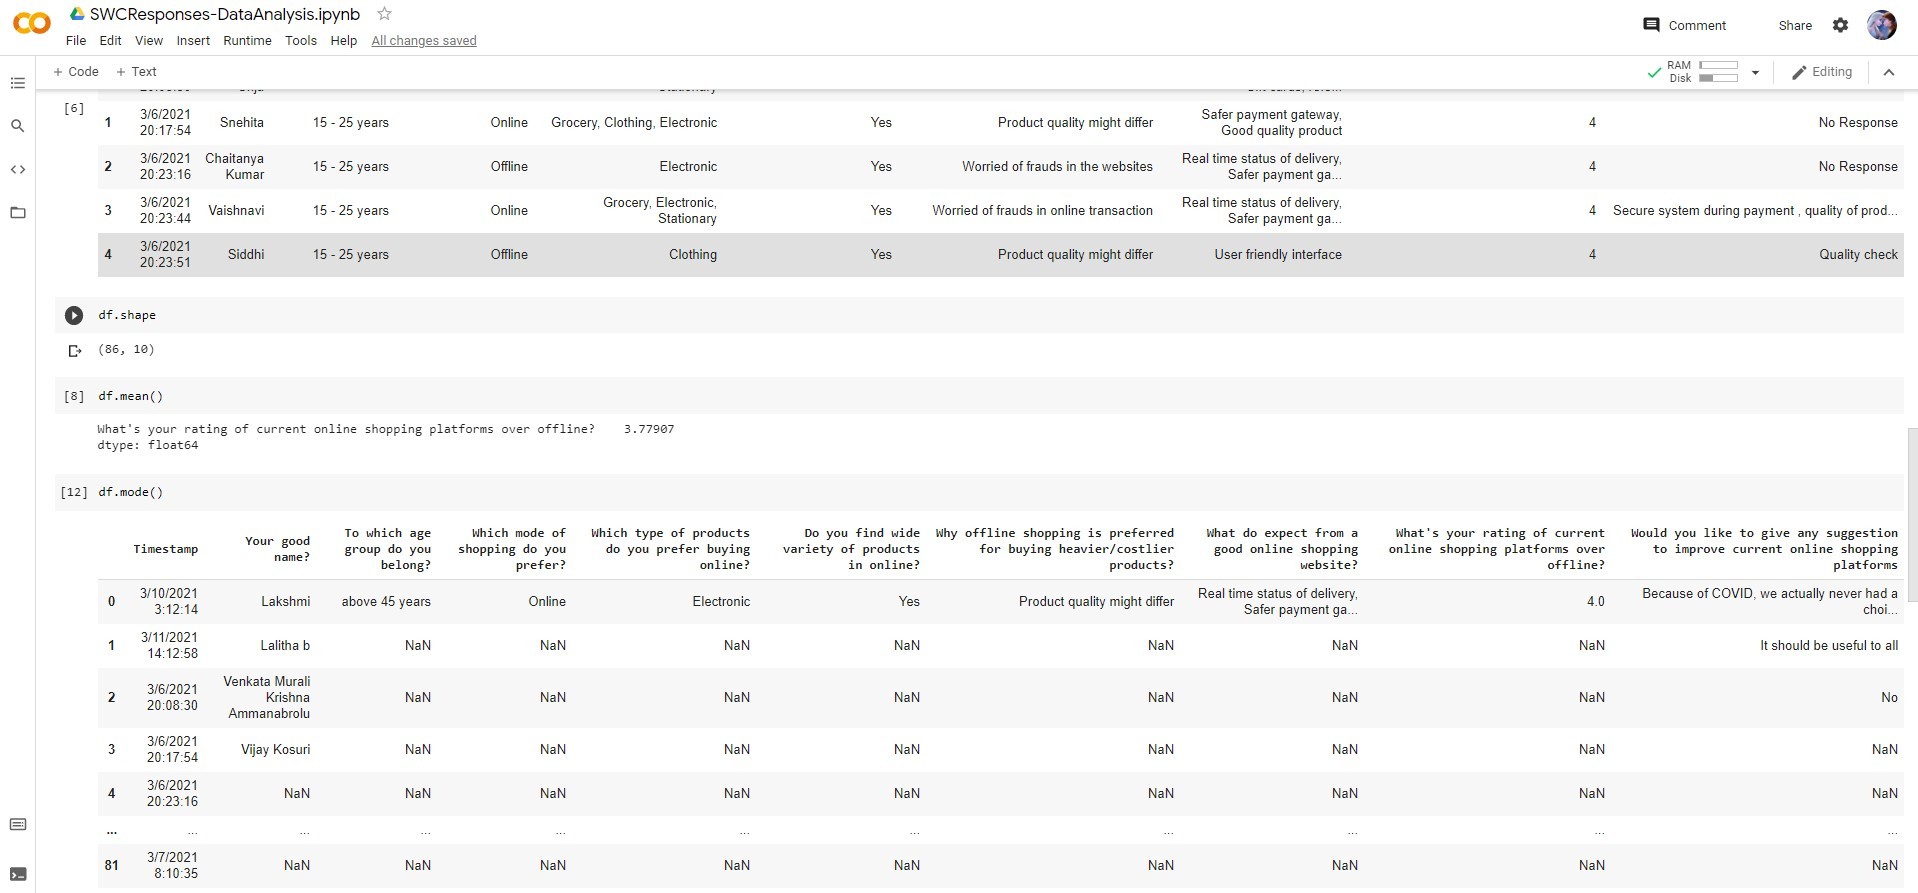 SWCResponses-DataAnalysis.ipynb
Comment Share
File Edit View Insert Runtime Tools Help All changes saved
+ Code + Text
RAM
Disk
Editing
[6]
1 3/6/2021 20:17:54 Snehita 15 - 25 years Online Grocery, Clothing, Electronic Yes Product quality might differ Safer payment gateway, Good quality product 4 No Response
2 3/6/2021 20:23:16 Chaitanya Kumar 15 - 25 years Offline Electronic Yes Worried of frauds in the websites Real time status of delivery, Safer payment ga... 4 No Response
3 3/6/2021 20:23:44 Vaishnavi 15 - 25 years Online Grocery, Electronic, Stationary Yes Worried of frauds in online transaction Real time status of delivery, Safer payment ga... 4 Secure system during payment , quality of prod...
4 3/6/2021 20:23:51 Siddhi 15 - 25 years Offline Clothing Yes Product quality might differ User friendly interface 4 Quality check
df.shape
(86, 10)
[8] df.mean()
What's your rating of current online shopping platforms over offline? 3.77907
dtype: float64
[12] df.mode()
Timestamp Your good name? To which age group do you belong? Which mode of shopping do you prefer? Which type of products do you prefer buying online? Do you find wide variety of products in online? Why offline shopping is preferred for buying heavier/costlier products? What do expect from a good online shopping website? What's your rating of current online shopping platforms over offline? Would you like to give any suggestion to improve current online shopping platforms
0 3/10/2021 3:12:14 Lakshmi above 45 years Online Electronic Yes Product quality might differ Real time status of delivery, Safer payment ga... 4.0 Because of COVID, we actually never had a choi...
1 3/11/2021 14:12:58 Lalitha b NaN NaN NaN NaN NaN NaN NaN It should be useful to all
2 3/6/2021 20:08:30 Venkata Murali Krishna Ammanabrolu NaN NaN NaN NaN NaN NaN NaN No
3 3/6/2021 20:17:54 Vijay Kosuri NaN NaN NaN NaN NaN NaN NaN NaN
4 3/6/2021 20:23:16 NaN NaN NaN NaN NaN NaN NaN NaN NaN
... ... ... ... ... ... ... ... ... ... ...
81 3/7/2021 8:10:35 NaN NaN NaN NaN NaN NaN NaN NaN NaN